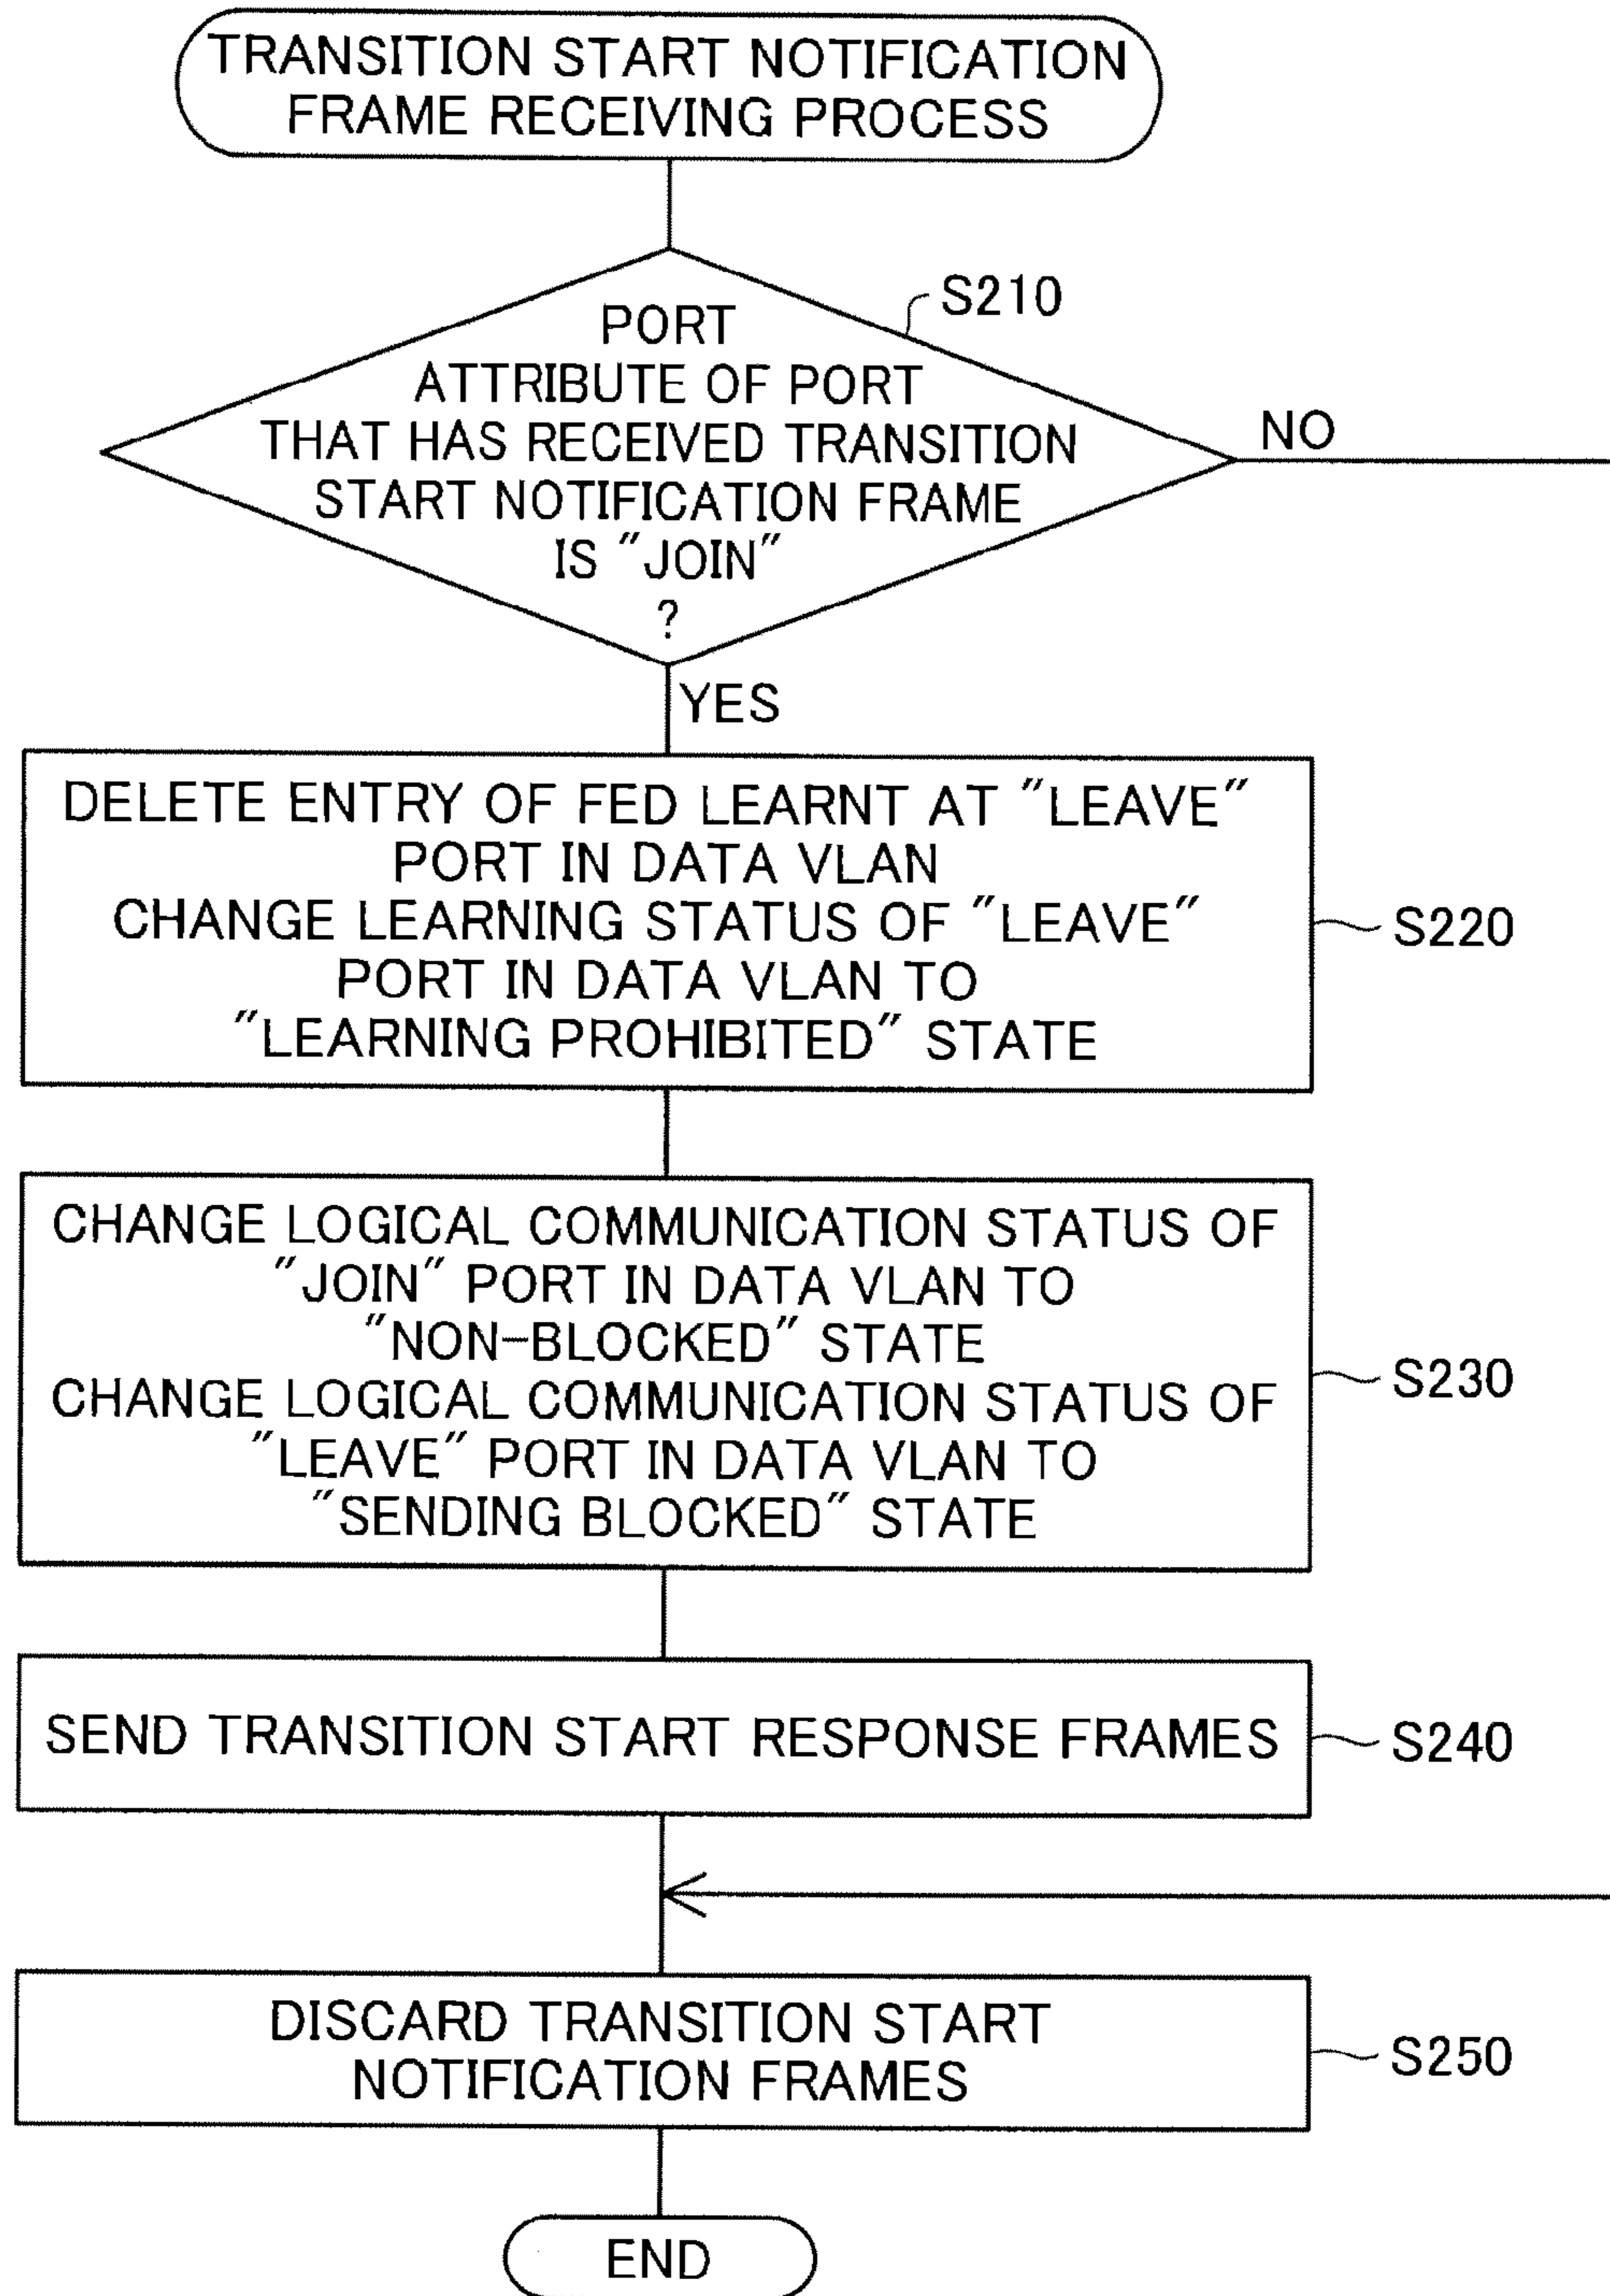 TRANSITION START NOTIFICATION
FRAME RECEIVING PROCESS
S210
PORT
ATTRIBUTE OF PORT
THAT HAS RECEIVED TRANSITION
START NOTIFICATION FRAME
IS "JOIN"
?
NO
YES
DELETE ENTRY OF FED LEARNT AT "LEAVE"
PORT IN DATA VLAN
CHANGE LEARNING STATUS OF "LEAVE"
PORT IN DATA VLAN TO
"LEARNING PROHIBITED" STATE
S220
CHANGE LOGICAL COMMUNICATION STATUS OF
"JOIN" PORT IN DATA VLAN TO
"NON-BLOCKED" STATE
CHANGE LOGICAL COMMUNICATION STATUS OF
"LEAVE" PORT IN DATA VLAN TO
"SENDING BLOCKED" STATE
S230
SEND TRANSITION START RESPONSE FRAMES
S240
DISCARD TRANSITION START
NOTIFICATION FRAMES
S250
END